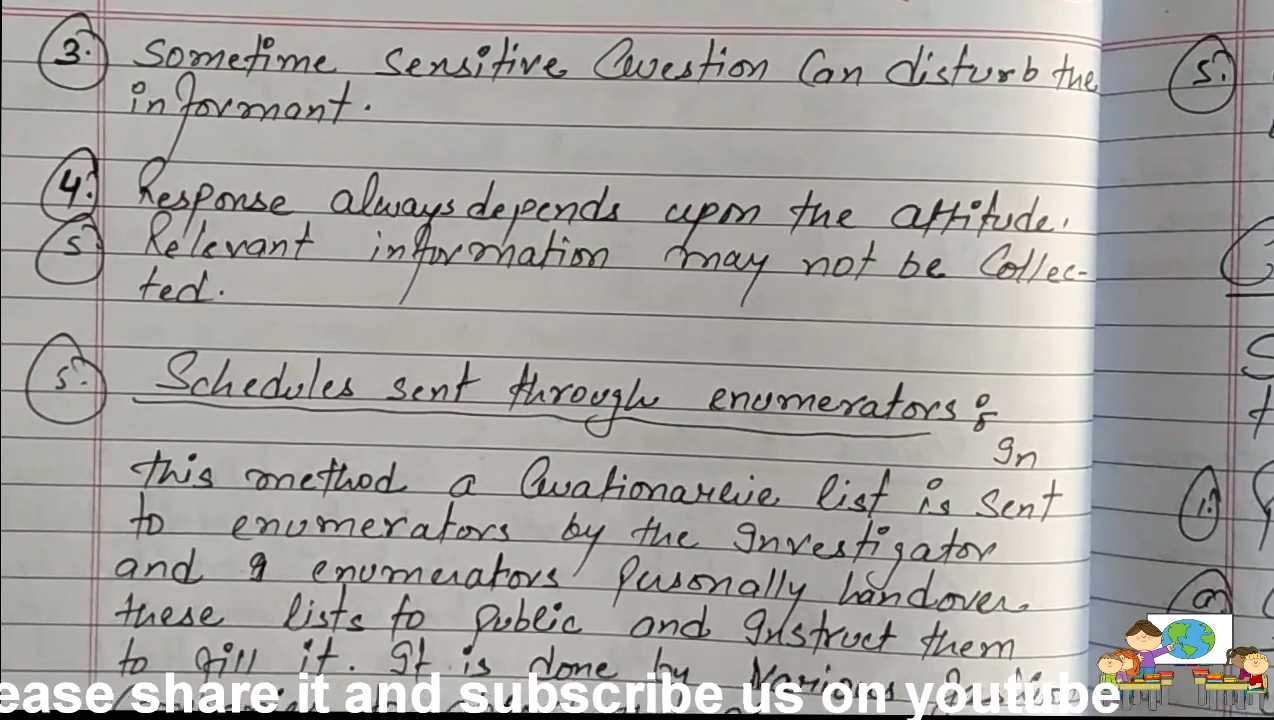 3. Sometime sensitive Question Can disturb the
informant.
4. Response always depends upon the attitude.
5 Relevant information may not be Collec-
ted.
5. Schedules sent through enumerators :
In
this method a Quationareie list is sent
to enumerators by the Investigator
and enumerators personally handover
these lists to public and Instruct them
to fill it. It is done by Various
ease share it and subscribe us on youtube
5.
1.